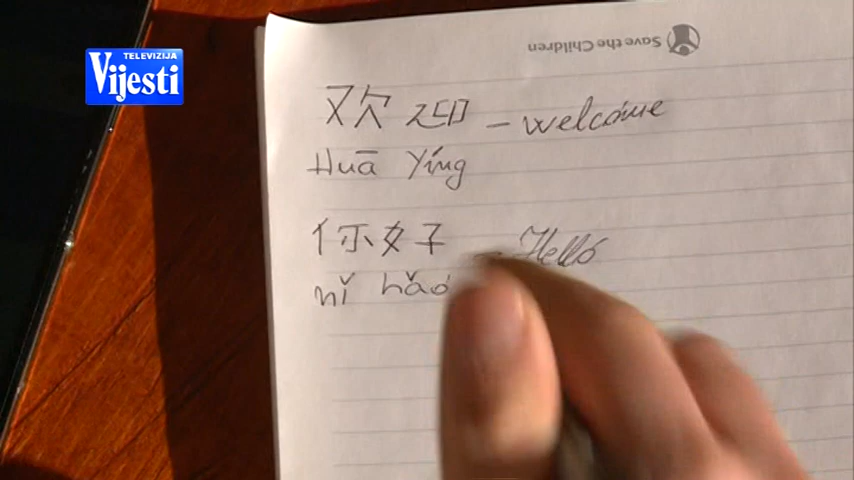 TELEVIZIJA
Vijesti
Save the Children
欢迎 - welcome
Huā Yíng
你好 - Hello
nǐ hǎo